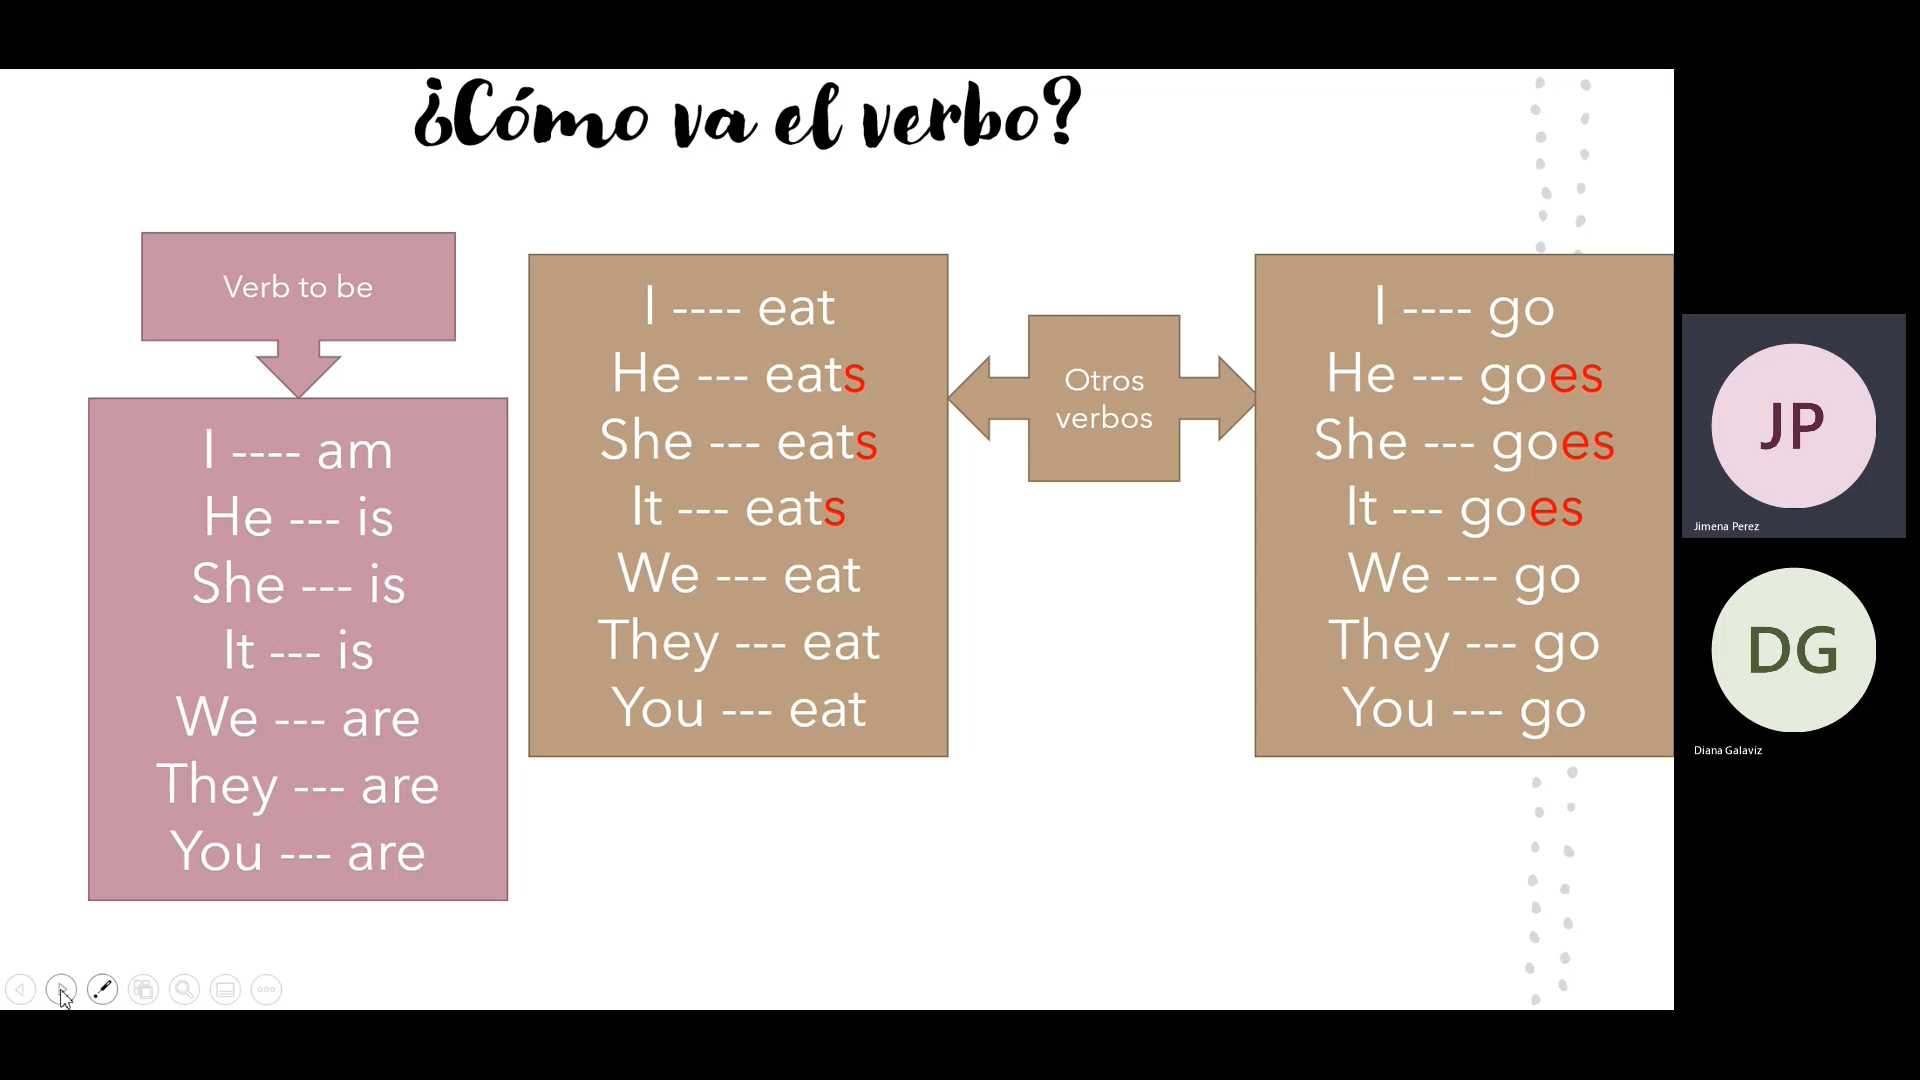 ¿Cómo va el verbo?
Verb to be
I ---- am
He --- is
She --- is
It --- is
We --- are
They --- are
You --- are
I ---- eat
He --- eats
She --- eats
It --- eats
We --- eat
They --- eat
You --- eat
Otros
verbos
I ---- go
He --- goes
She --- goes
It --- goes
We --- go
They --- go
You --- go
JP
Jimena Perez
DG
Diana Galaviz